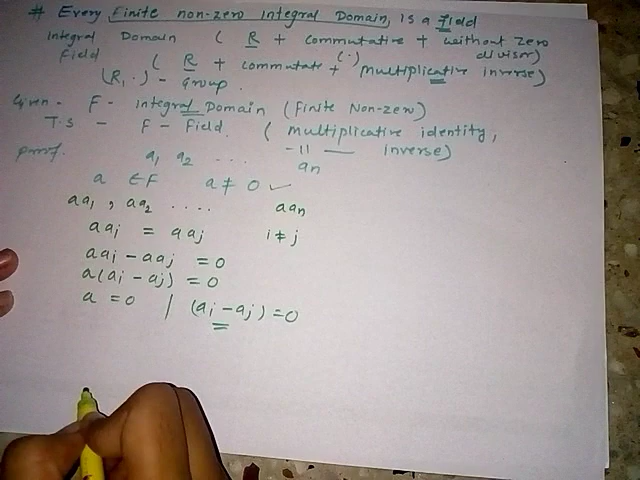 # Every Finite non-zero Integral Domain, is a field
Integral Domain ( R + commutative + without zero divisor)
field ( R + commutate (·) + multiplicative inverse)
(R, ·) - Group.
Given - F - integral Domain (Finite Non-zero)
T.S - F - Field. ( multiplicative identity,
-11 — inverse)
proof. a1 a2 ... an
a ∈ F a ≠ 0 ✓
aa1 , aa2 .... aan
aai = aaj i ≠ j
aai - aaj = 0
a(ai - aj) = 0
a = 0 / (ai - aj) = 0